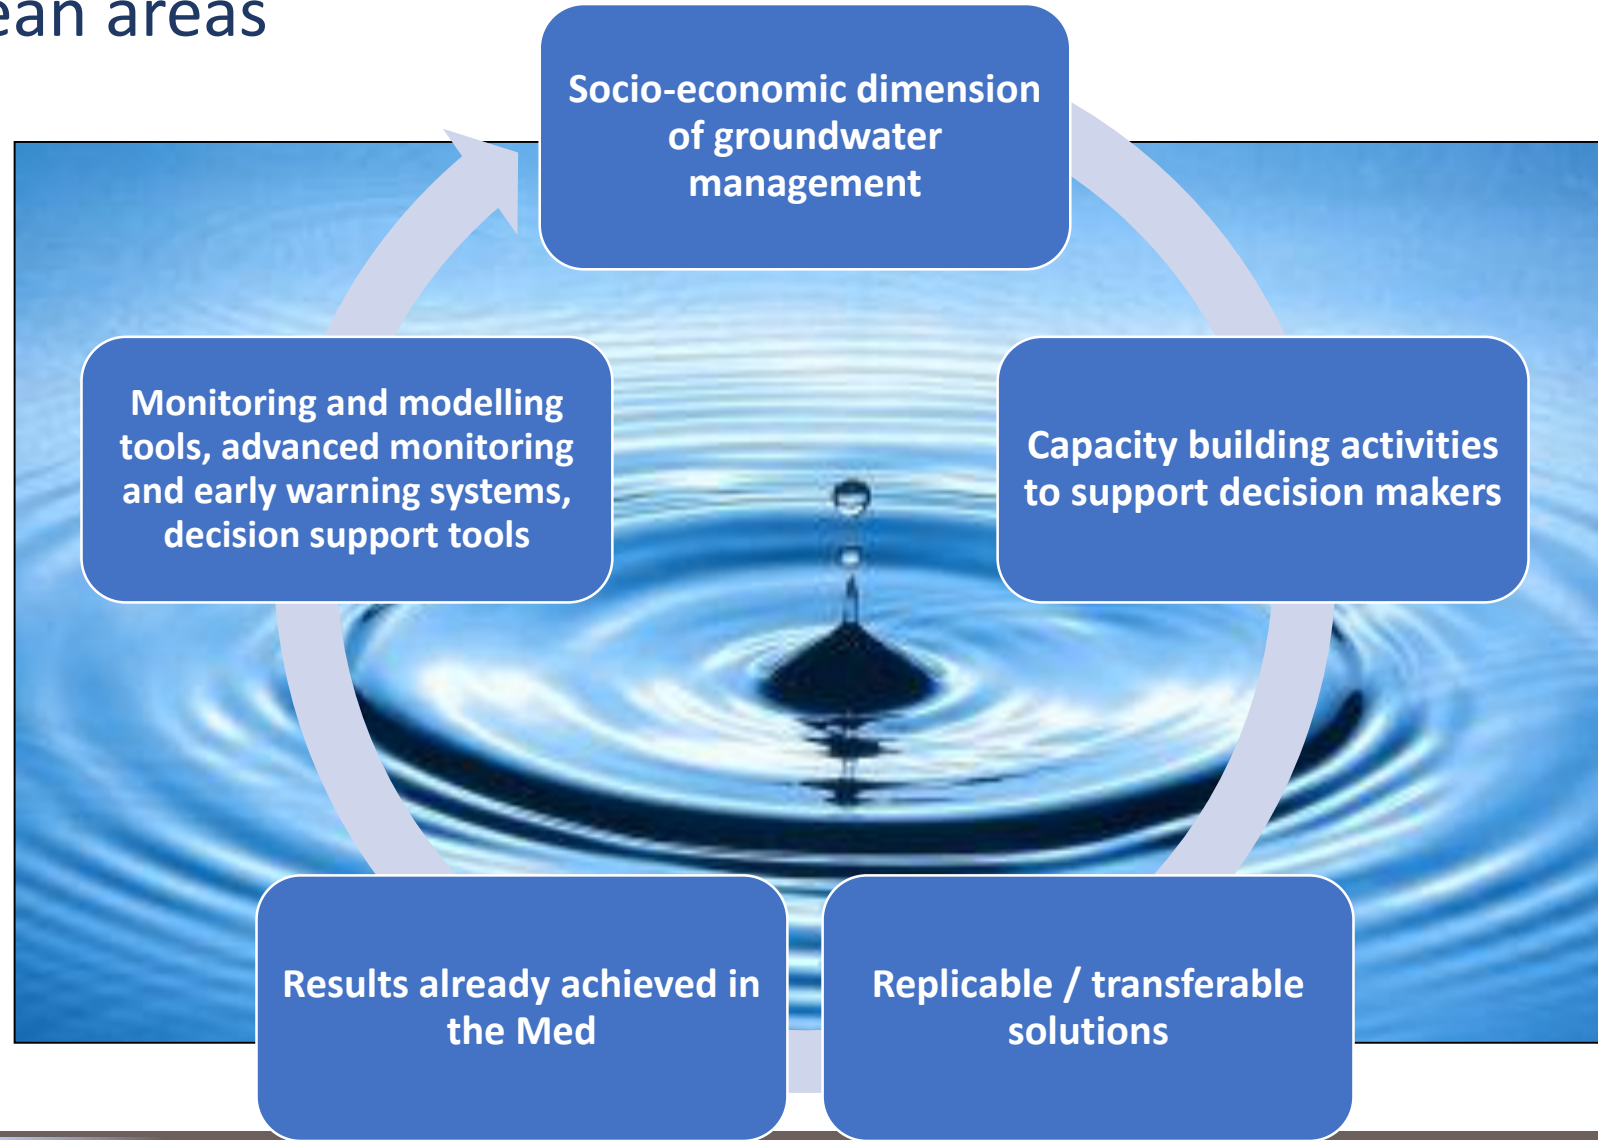 ean areas
Socio-economic dimension
of groundwater
management
Monitoring and modelling
tools, advanced monitoring
and early warning systems,
decision support tools
Capacity building activities
to support decision makers
Results already achieved in
the Med
Replicable / transferable
solutions